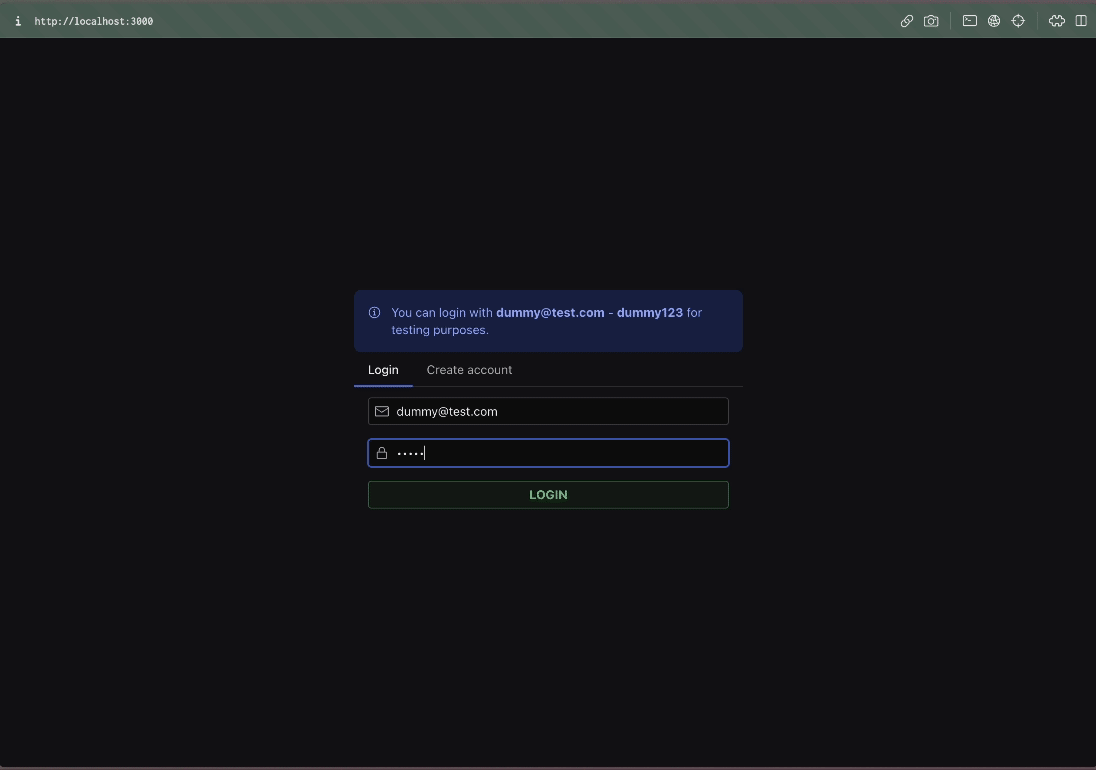 http://localhost:3000
You can login with dummy@test.com - dummy123 for
testing purposes.
Login Create account
dummy@test.com
•••••
LOGIN